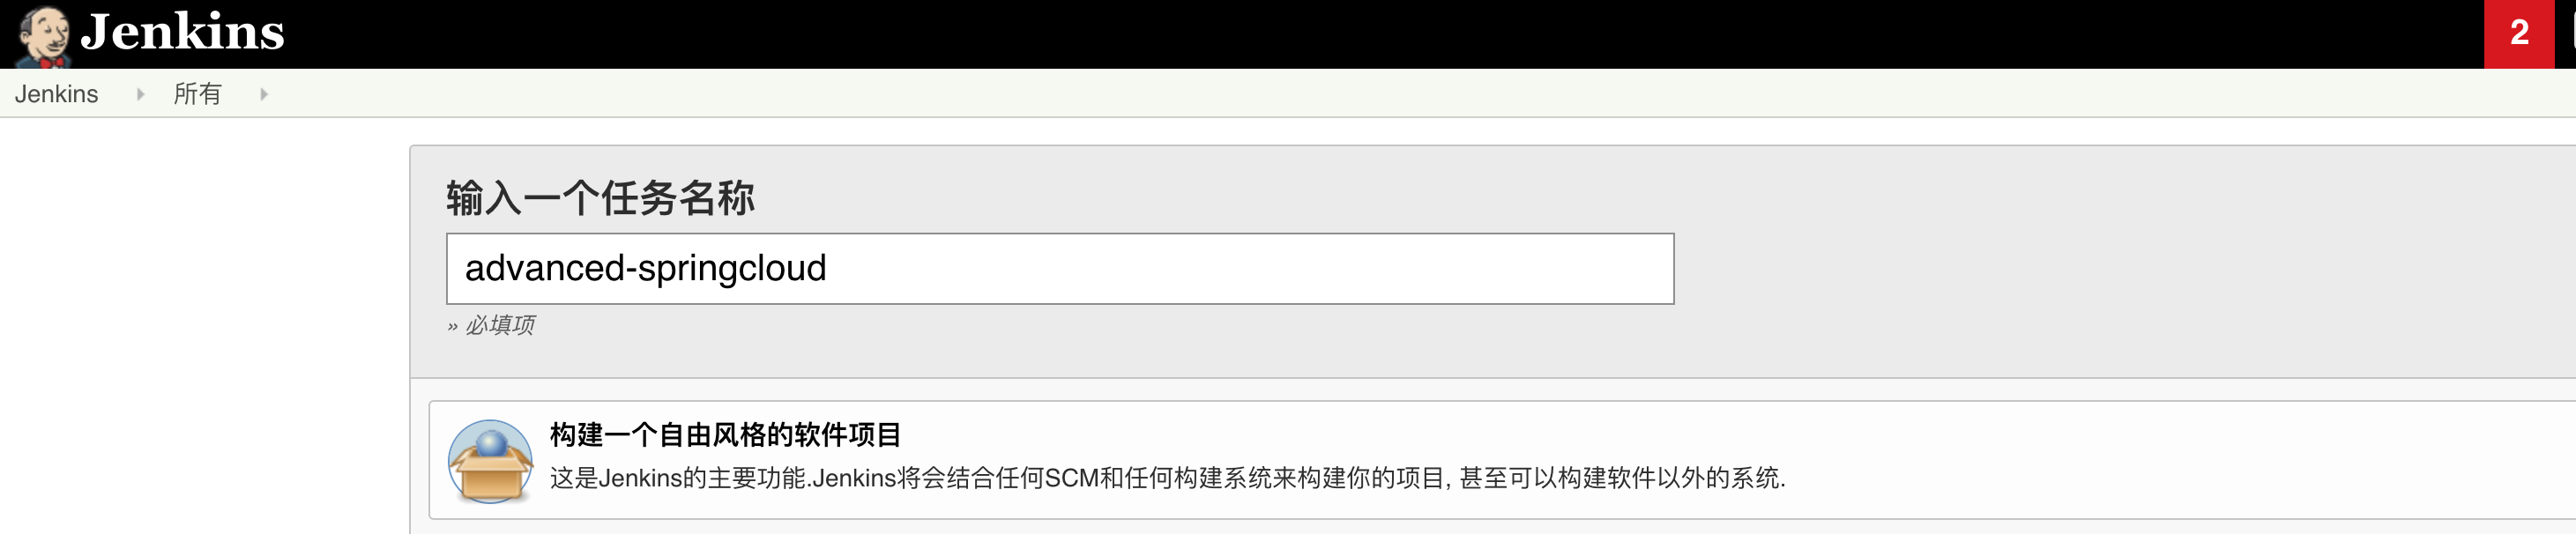 Jenkins
2
Jenkins 所有
输入一个任务名称
advanced-springcloud
» 必填项
构建一个自由风格的软件项目
这是Jenkins的主要功能.Jenkins将会结合任何SCM和任何构建系统来构建你的项目, 甚至可以构建软件以外的系统.